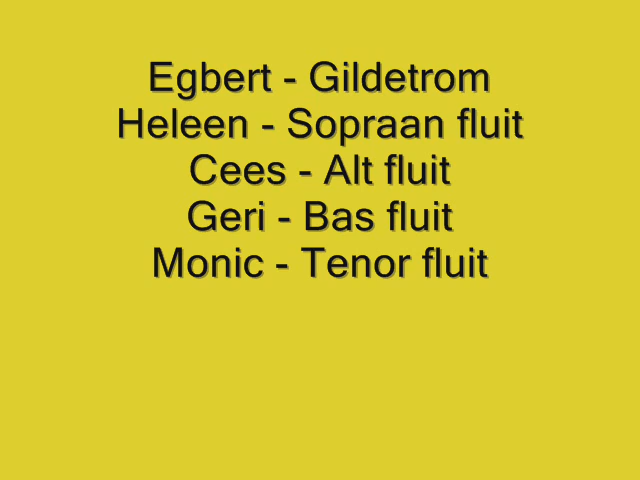 Egbert - Gildetrom
Heleen - Sopraan fluit
Cees - Alt fluit
Geri - Bas fluit
Monic - Tenor fluit